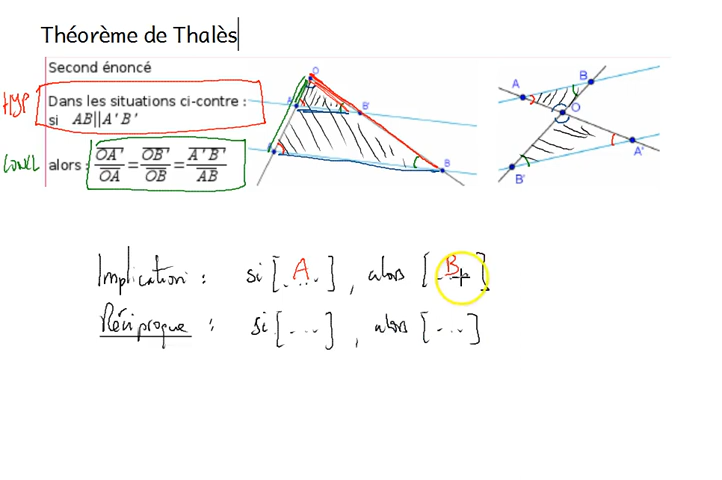 Théorème de Thalès
Second énoncé
HYP
Dans les situations ci-contre :
si AB||A'B'
CONCL
alors : OA'/OA = OB'/OB = A'B'/AB
O
A'
B'
B
A
B
O
A'
B'
Implication : si [ A ... ], alors [ B ... ]
Réciproque : si [ ... ], alors [ ... ]